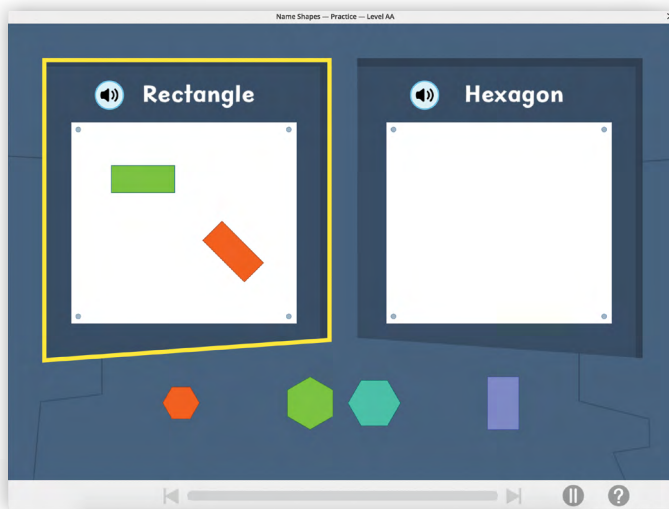 Name Shapes — Practice — Level AA
Rectangle
Hexagon
?